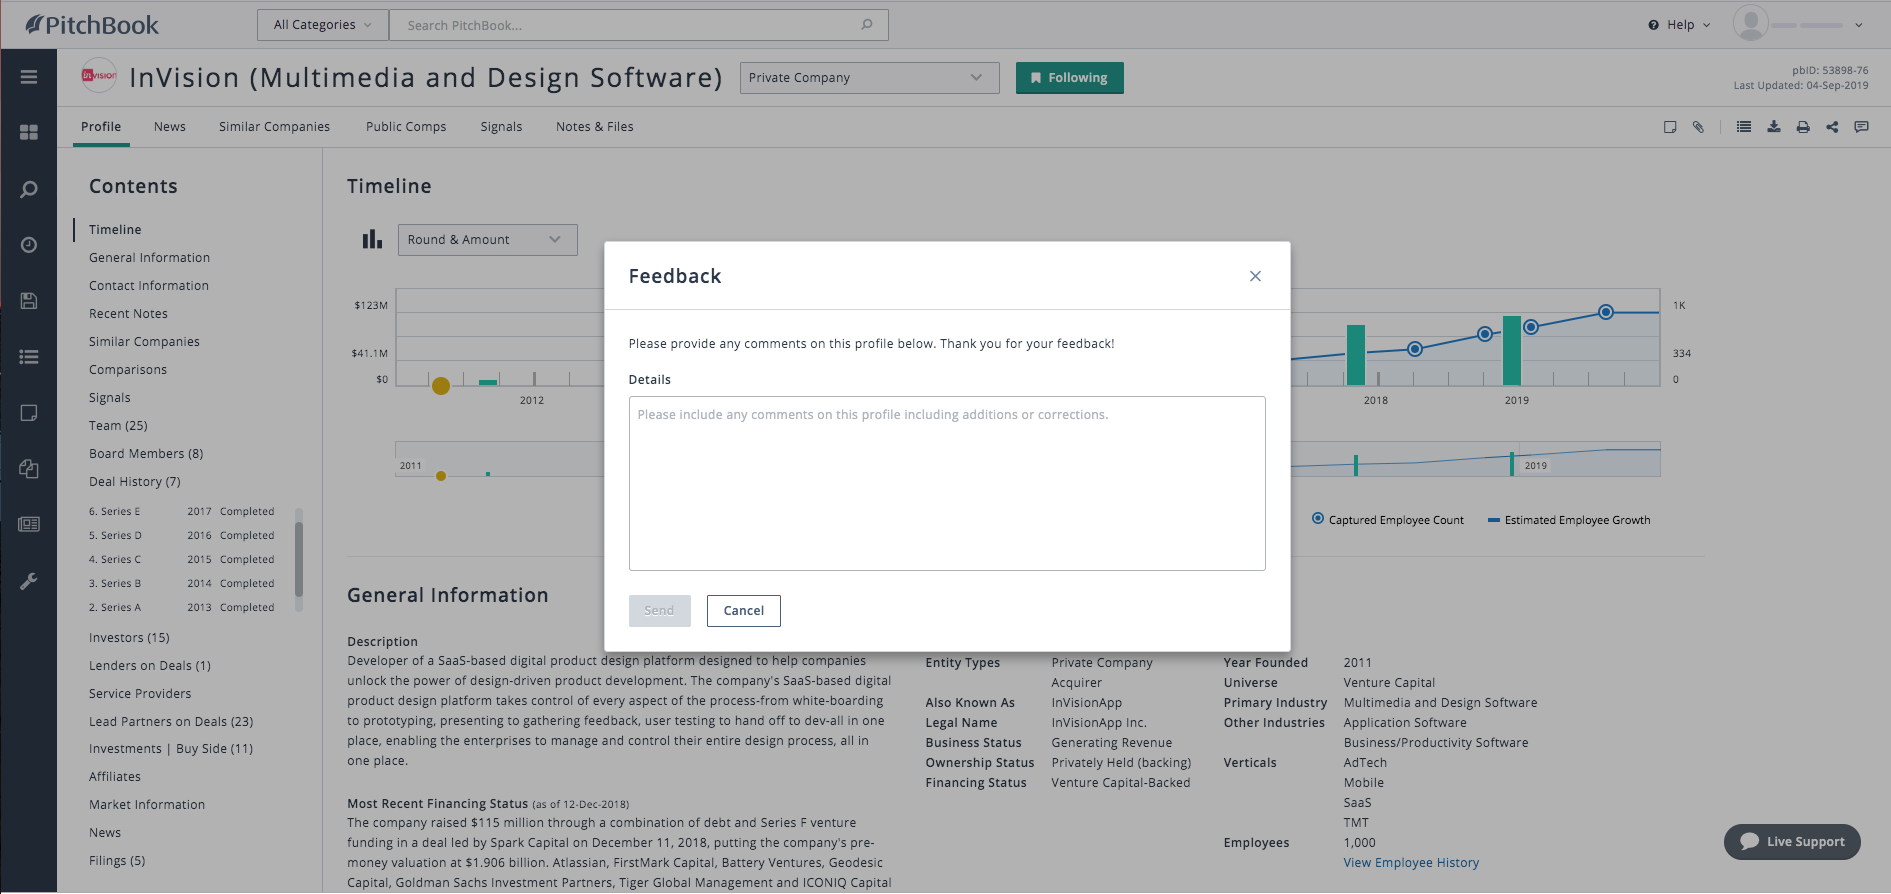 PitchBook
All Categories
Search PitchBook...
Help
invision
InVision (Multimedia and Design Software)
Private Company
Following
pbID: 53898-76
Last Updated: 04-Sep-2019
Profile
News
Similar Companies
Public Comps
Signals
Notes & Files
Contents
Timeline
General Information
Contact Information
Recent Notes
Similar Companies
Comparisons
Signals
Team (25)
Board Members (8)
Deal History (7)
6. Series E 2017 Completed
5. Series D 2016 Completed
4. Series C 2015 Completed
3. Series B 2014 Completed
2. Series A 2013 Completed
Investors (15)
Lenders on Deals (1)
Service Providers
Lead Partners on Deals (23)
Investments | Buy Side (11)
Affiliates
Market Information
News
Filings (5)
Timeline
Round & Amount
$123M
$41.1M
$0
2012
2018
2019
1K
334
0
2011
2019
Captured Employee Count
Estimated Employee Growth
Feedback
Please provide any comments on this profile below. Thank you for your feedback!
Details
Please include any comments on this profile including additions or corrections.
Send
Cancel
General Information
Description
Developer of a SaaS-based digital product design platform designed to help companies
unlock the power of design-driven product development. The company's SaaS-based digital
product design platform takes control of every aspect of the process-from white-boarding
to prototyping, presenting to gathering feedback, user testing to hand off to dev-all in one
place, enabling the enterprises to manage and control their entire design process, all in
one place.
Most Recent Financing Status (as of 12-Dec-2018)
The company raised $115 million through a combination of debt and Series F venture
funding in a deal led by Spark Capital on December 11, 2018, putting the company's pre-
money valuation at $1.906 billion. Atlassian, FirstMark Capital, Battery Ventures, Geodesic
Capital, Goldman Sachs Investment Partners, Tiger Global Management and ICONIQ Capital
Entity Types Private Company
Acquirer
Also Known As InVisionApp
Legal Name InVisionApp Inc.
Business Status Generating Revenue
Ownership Status Privately Held (backing)
Financing Status Venture Capital-Backed
Year Founded 2011
Universe Venture Capital
Primary Industry Multimedia and Design Software
Other Industries Application Software
Business/Productivity Software
Verticals AdTech
Mobile
SaaS
TMT
Employees 1,000
View Employee History
Live Support